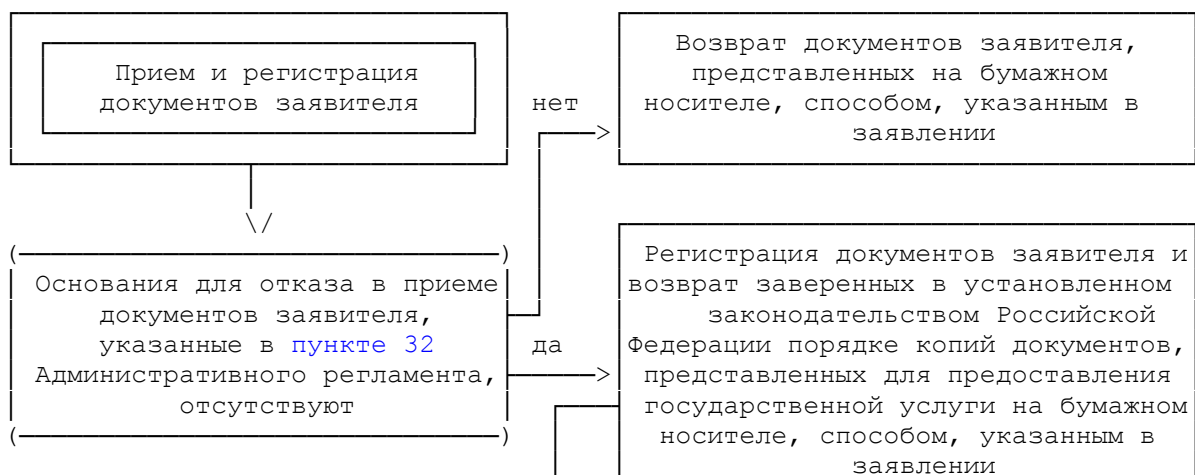 Прием и регистрация
документов заявителя
нет
Возврат документов заявителя,
представленных на бумажном
носителе, способом, указанным в
заявлении
Основания для отказа в приеме
документов заявителя,
указанные в пункте 32
Административного регламента,
отсутствуют
да
Регистрация документов заявителя и
возврат заверенных в установленном
законодательством Российской
Федерации порядке копий документов,
представленных для предоставления
государственной услуги на бумажном
носителе, способом, указанным в
заявлении